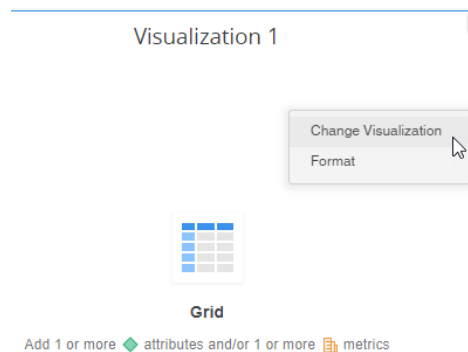 Visualization 1
Change Visualization
Format
Grid
Add 1 or more attributes and/or 1 or more metrics